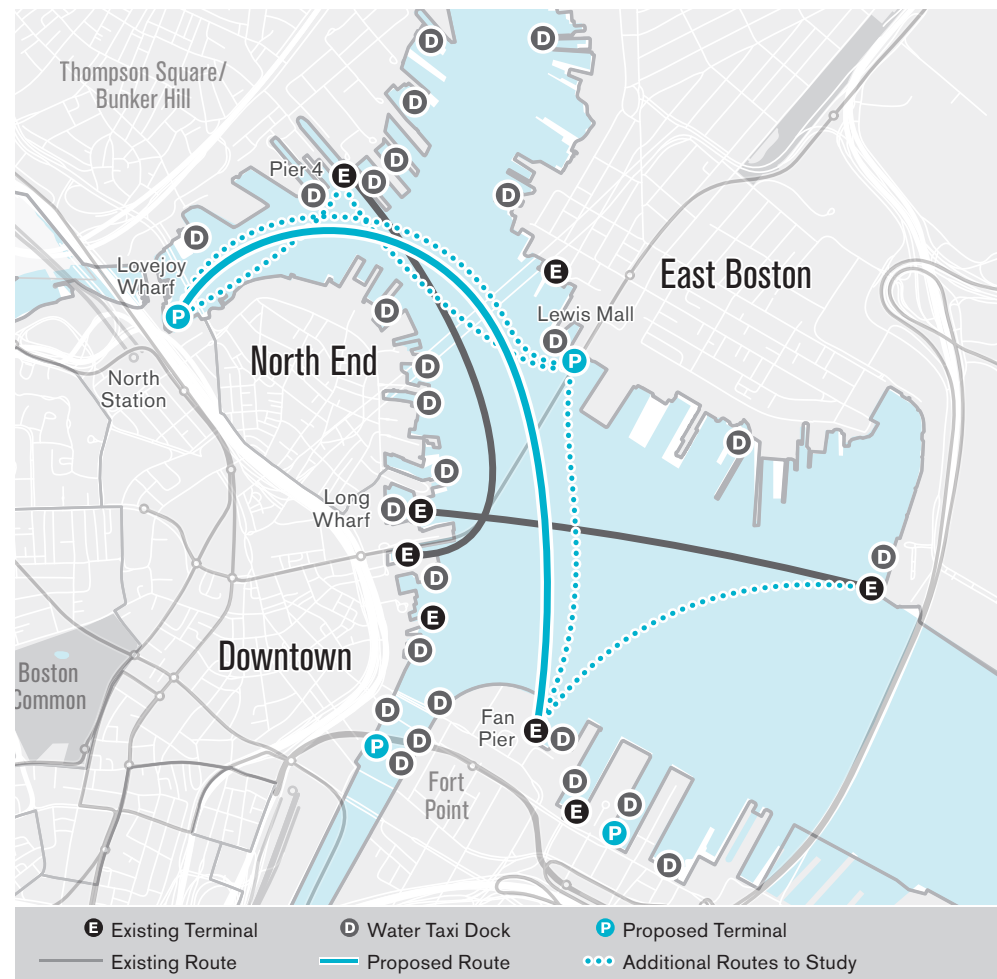 D
D
Thompson Square/
Bunker Hill
D
D
Pier 4
E
D
D
D
D
Lovejoy
Wharf
E
East Boston
P
D
Lewis Mall
D
P
North End
D
North
Station
D
D
D
Long
Wharf
D
E
E
D
D
E
E
D
Downtown
Boston
Common
D
D
D
Fan
Pier
E
D
P
D
D
Fort
Point
D
E
D
P
D
E Existing Terminal
D Water Taxi Dock
P Proposed Terminal
Existing Route
Proposed Route
Additional Routes to Study